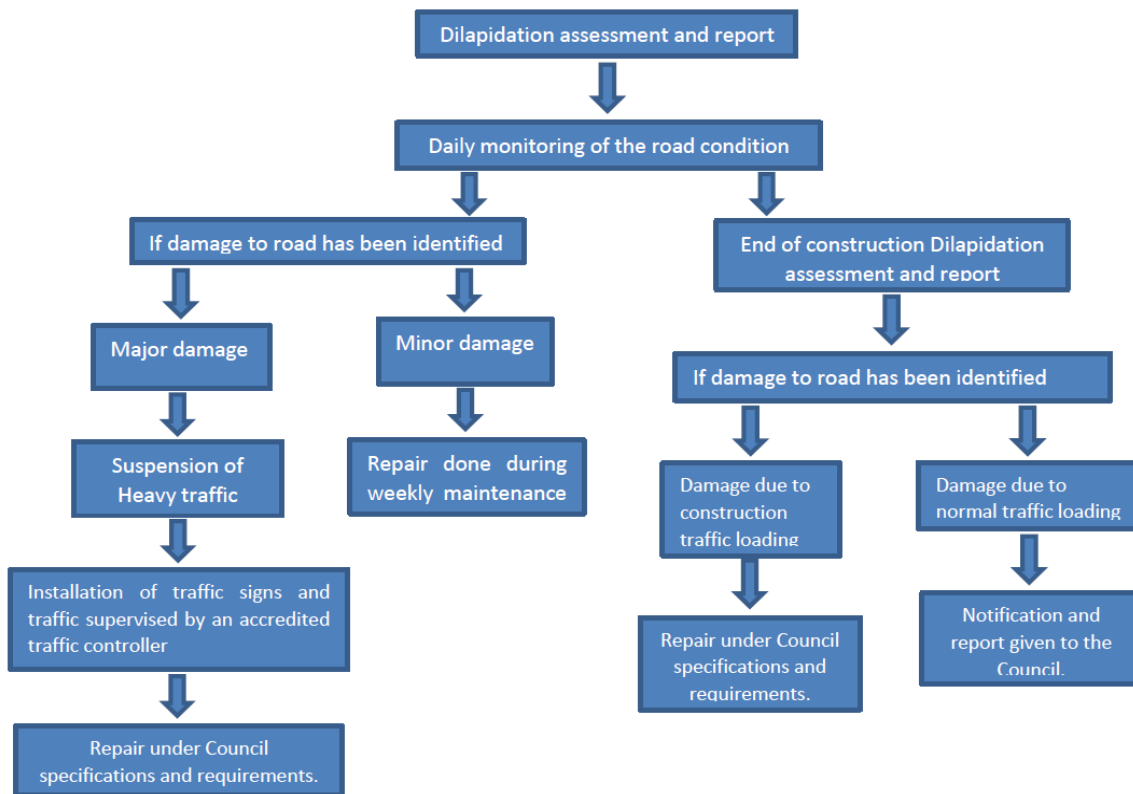 Dilapidation assessment and report
Daily monitoring of the road condition
If damage to road has been identified
End of construction Dilapidation
assessment and report
Major damage
Minor damage
If damage to road has been identified
Suspension of
Heavy traffic
Repair done during
weekly maintenance
Damage due to
construction
traffic loading
Damage due to
normal traffic loading
Installation of traffic signs and
traffic supervised by an accredited
traffic controller
Repair under Council
specifications and
requirements.
Notification and
report given to the
Council.
Repair under Council
specifications and requirements.